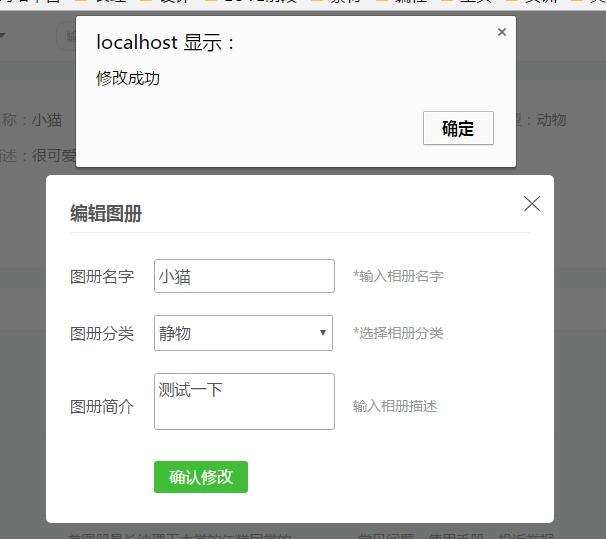 localhost 显示：
×
修改成功
称：小猫
型：动物
描述：很可爱
确定
编辑图册
图册名字 小猫 *输入相册名字
图册分类 静物 *选择相册分类
图册简介 测试一下 输入相册描述
确认修改